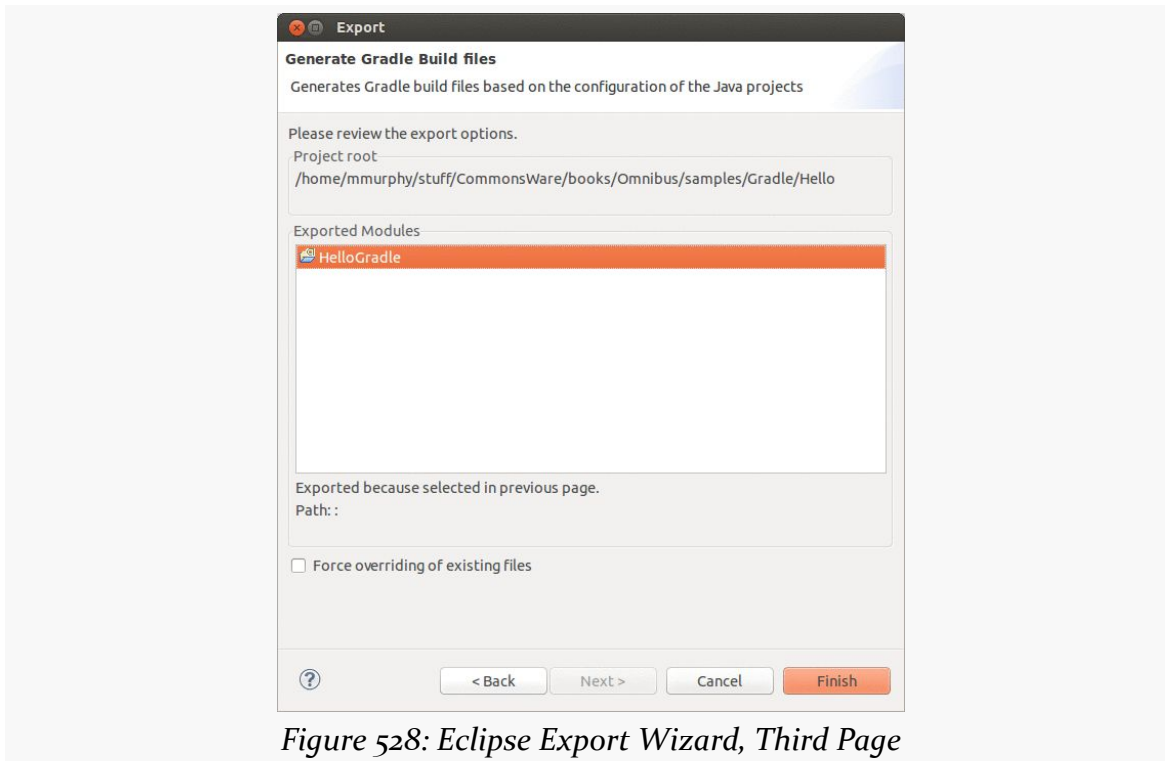 Export
Generate Gradle Build files
Generates Gradle build files based on the configuration of the Java projects
Please review the export options.
Project root
/home/mmurphy/stuff/CommonsWare/books/Omnibus/samples/Gradle/Hello
Exported Modules
HelloGradle
Exported because selected in previous page.
Path: :
Force overriding of existing files
? < Back Next > Cancel Finish
Figure 528: Eclipse Export Wizard, Third Page